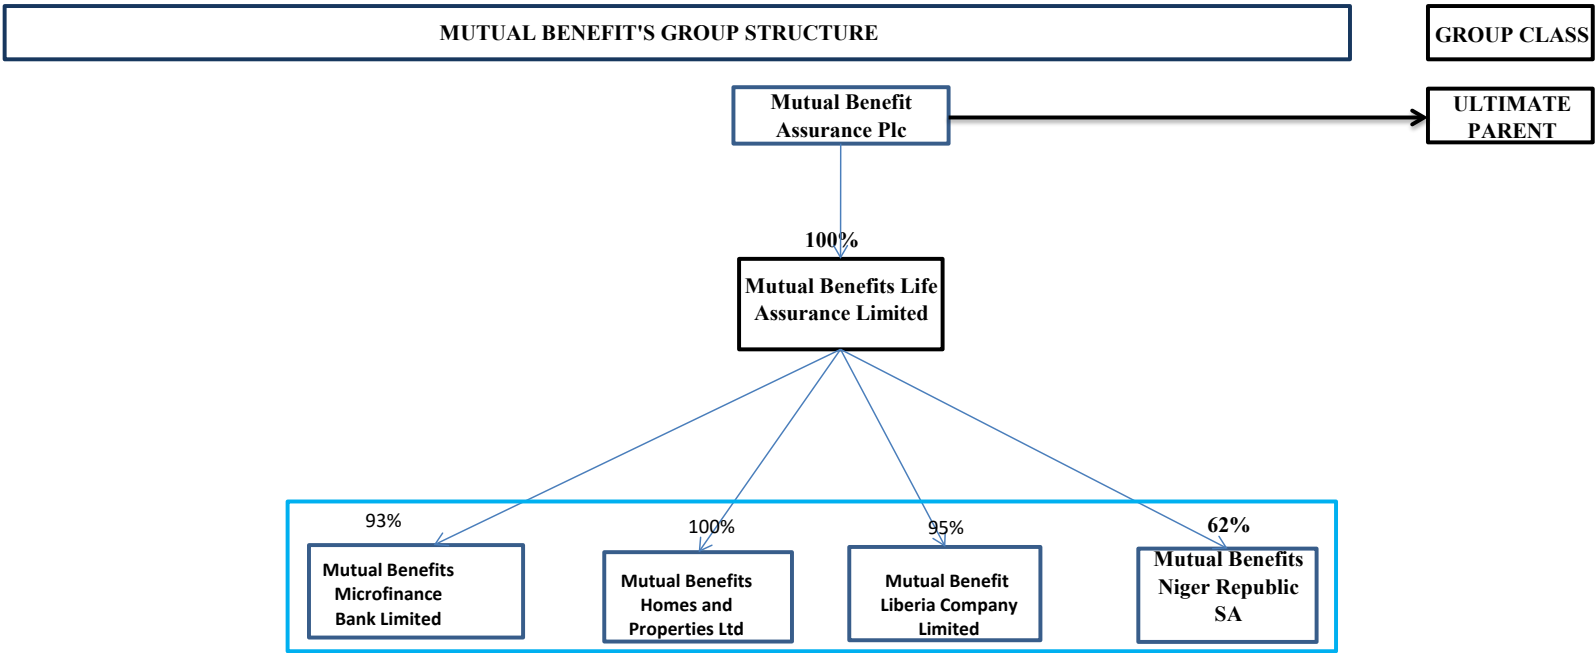 MUTUAL BENEFIT'S GROUP STRUCTURE
GROUP CLASS
Mutual Benefit
Assurance Plc
ULTIMATE
PARENT
100%
Mutual Benefits Life
Assurance Limited
93%
100%
95%
62%
Mutual Benefits
Microfinance
Bank Limited
Mutual Benefits
Homes and
Properties Ltd
Mutual Benefit
Liberia Company
Limited
Mutual Benefits
Niger Republic
SA